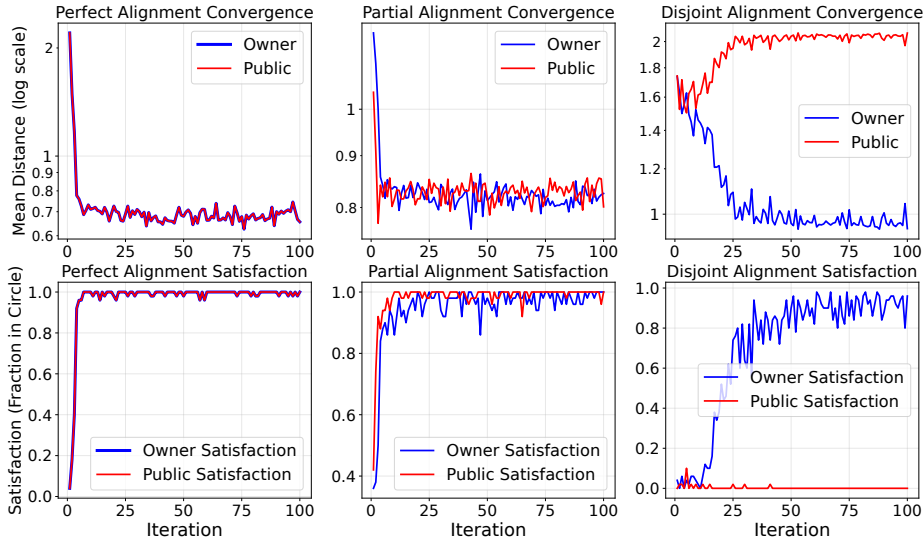 Perfect Alignment Convergence
Mean Distance (log scale)
2
1
0.9
0.8
0.7
0.6
0 25 50 75 100
Owner
Public
Partial Alignment Convergence
1
0.9
0.8
0 25 50 75 100
Owner
Public
Disjoint Alignment Convergence
2
1.8
1.6
1.4
1.2
1
0 25 50 75 100
Owner
Public
Perfect Alignment Satisfaction
Satisfaction (Fraction in Circle)
1.0
0.8
0.6
0.4
0.2
0.0
Owner Satisfaction
Public Satisfaction
0 25 50 75 100
Iteration
Partial Alignment Satisfaction
1.0
0.8
0.6
0.4
Owner Satisfaction
Public Satisfaction
0 25 50 75 100
Iteration
Disjoint Alignment Satisfaction
1.0
0.8
0.6
0.4
0.2
0.0
Owner Satisfaction
Public Satisfaction
0 25 50 75 100
Iteration